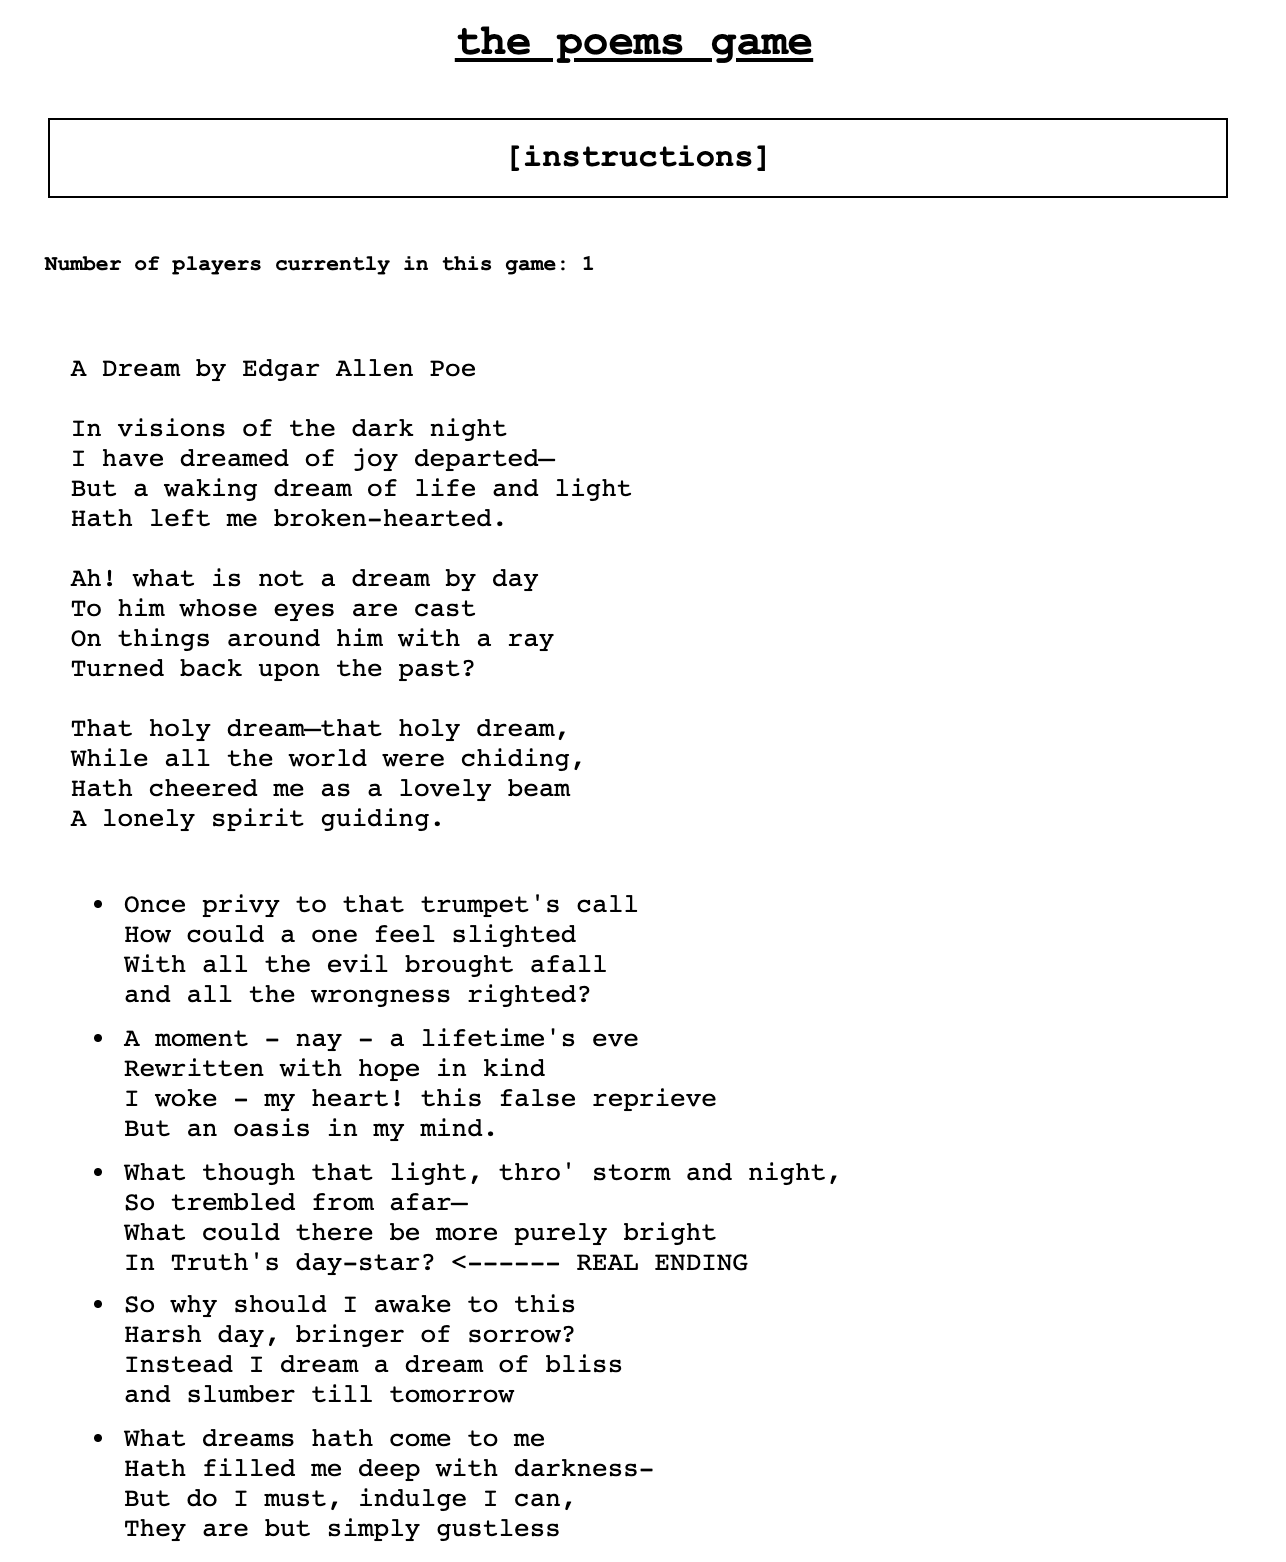 the poems game
[instructions]
Number of players currently in this game: 1
A Dream by Edgar Allen Poe
In visions of the dark night
I have dreamed of joy departed—
But a waking dream of life and light
Hath left me broken-hearted.
Ah! what is not a dream by day
To him whose eyes are cast
On things around him with a ray
Turned back upon the past?
That holy dream—that holy dream,
While all the world were chiding,
Hath cheered me as a lovely beam
A lonely spirit guiding.
• Once privy to that trumpet's call
How could a one feel slighted
With all the evil brought afall
and all the wrongness righted?
• A moment - nay - a lifetime's eve
Rewritten with hope in kind
I woke - my heart! this false reprieve
But an oasis in my mind.
• What though that light, thro' storm and night,
So trembled from afar—
What could there be more purely bright
In Truth's day-star? <------ REAL ENDING
• So why should I awake to this
Harsh day, bringer of sorrow?
Instead I dream a dream of bliss
and slumber till tomorrow
• What dreams hath come to me
Hath filled me deep with darkness-
But do I must, indulge I can,
They are but simply gustless